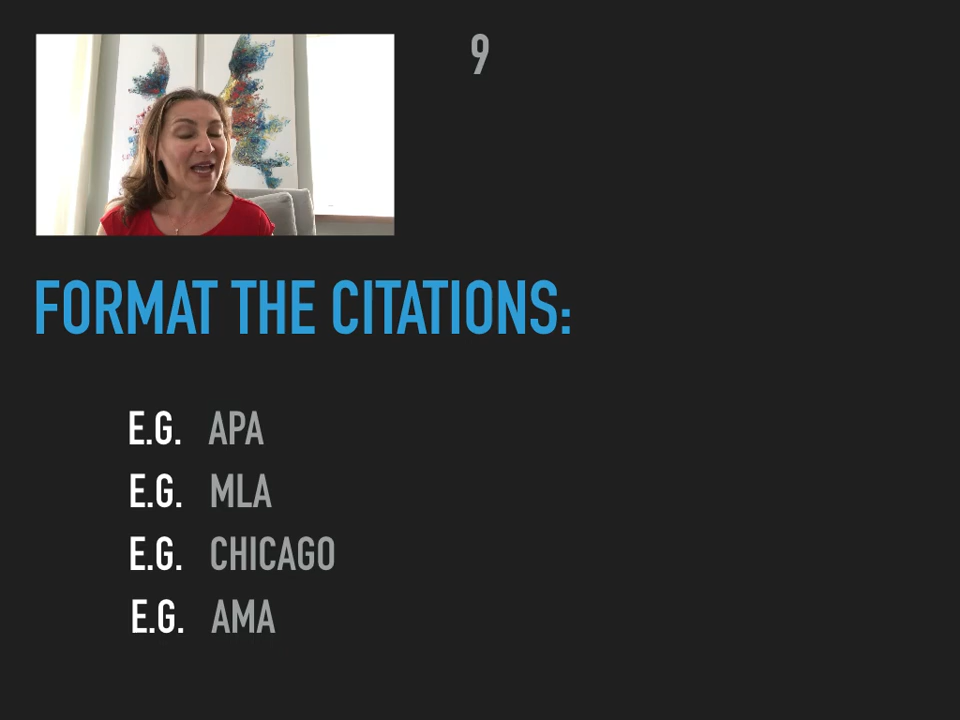 9
FORMAT THE CITATIONS:
E.G. APA
E.G. MLA
E.G. CHICAGO
E.G. AMA